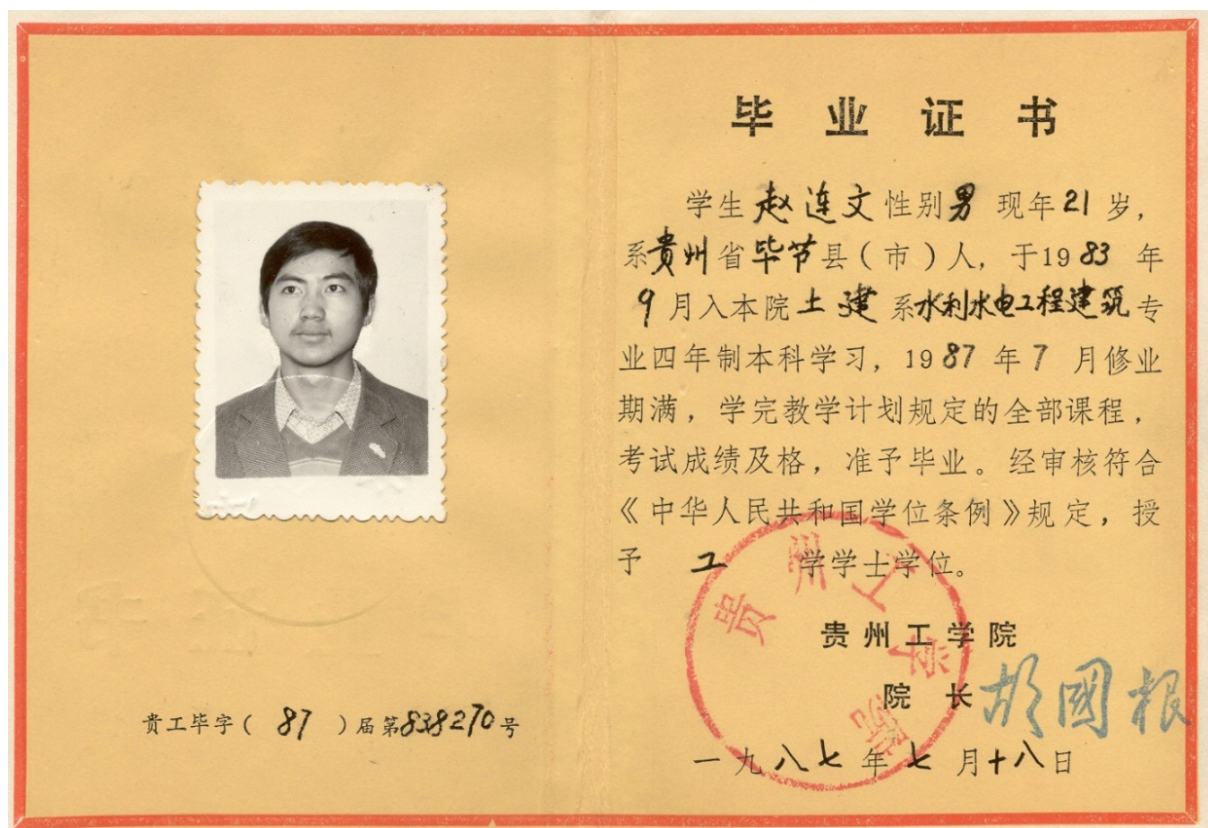 毕业证书
学生赵连文性别男现年21岁，
系贵州省毕节县（市）人，于1983年
9月入本院土建系水利水电工程建筑专
业四年制本科学习，1987年7月修业
期满，学完教学计划规定的全部课程，
考试成绩及格，准予毕业。经审核符合
《中华人民共和国学位条例》规定，授
予工学学士学位。
贵州工学院
院长 胡國根
一九八七年七月十八日
贵州工学院
贵工毕字（87）届第838270号